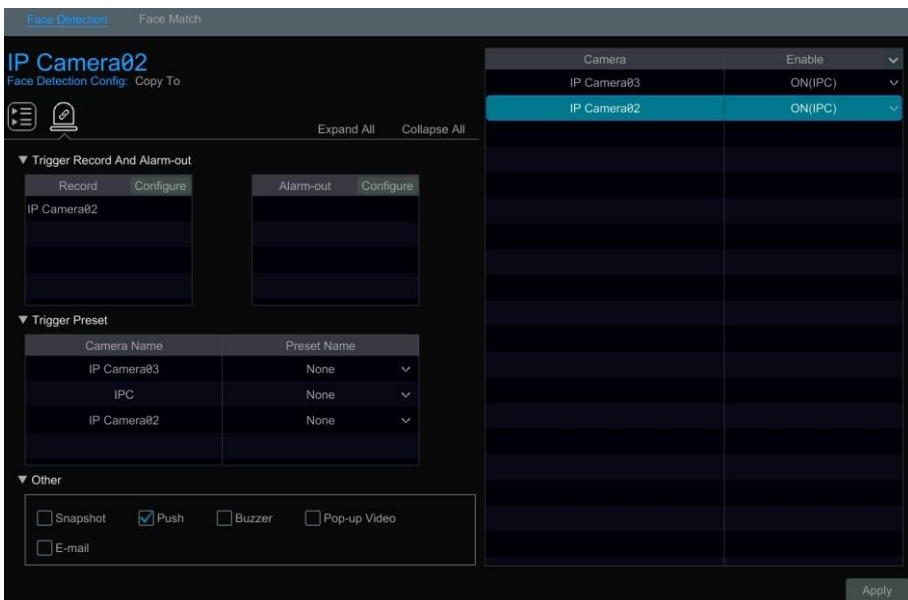 Face Detection Face Match
IP Camera02
Face Detection Config: Copy To
Expand All Collapse All
Trigger Record And Alarm-out
Record Configure Alarm-out Configure
IP Camera02
Trigger Preset
Camera Name Preset Name
IP Camera03 None
IPC None
IP Camera02 None
Other
Snapshot Push Buzzer Pop-up Video
E-mail
Camera Enable
IP Camera03 ON(IPC)
IP Camera02 ON(IPC)
Apply